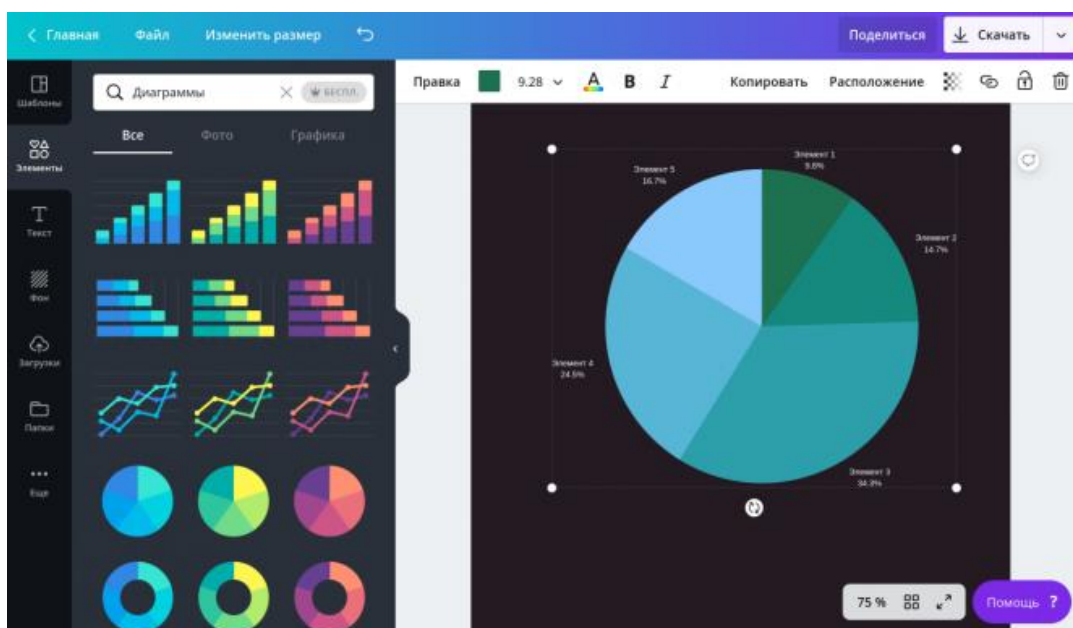 Главная Файл Изменить размер Поделиться Скачать
Шаблоны
Элементы
Текст
Фон
Загрузки
Папки
Еще
Диаграммы БЕСПЛ.
Все Фото Графика
Правка 9.28 A B I Копировать Расположение
Элемент 1
9.8%
Элемент 2
14.7%
Элемент 3
34.3%
Элемент 4
24.5%
Элемент 5
16.7%
75 % Помощь ?